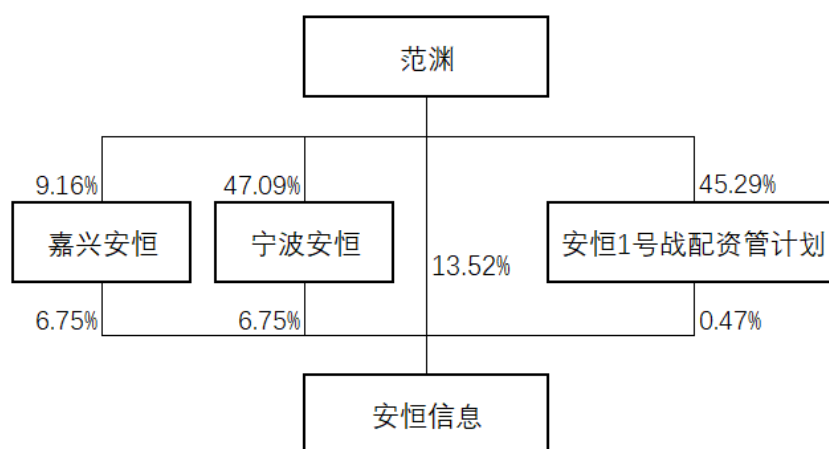 范渊
9.16%
47.09%
45.29%
嘉兴安恒
宁波安恒
13.52%
安恒1号战配资管计划
6.75%
6.75%
0.47%
安恒信息